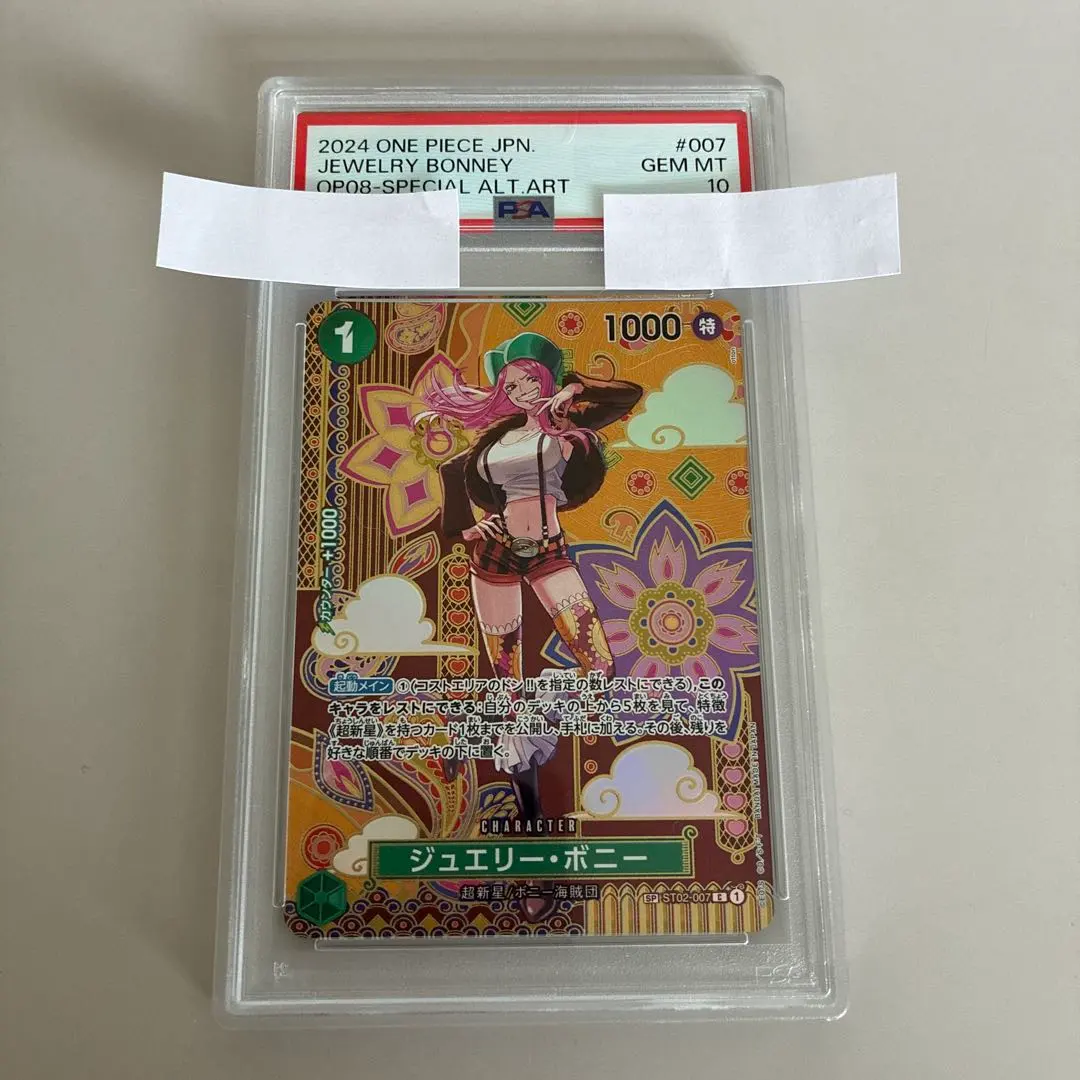 2024 ONE PIECE JPN. #007
JEWELRY BONNEY GEM MT
OP08-SPECIAL ALT.ART 10
PSA
1
1000 特
カウンター +1000
起動メイン ①(コストエリアのドン!!を指定の数レストにできる),この
キャラをレストにできる:自分のデッキの上から5枚を見て、特徴
《超新星》を持つカード1枚までを公開し、手札に加える。その後、残りを
好きな順番でデッキの下に置く。
CHARACTER
ジュエリー・ボニー
超新星/ボニー海賊団
SP ST02-007 C 1
BANDAI MADE IN JAPAN
PSA